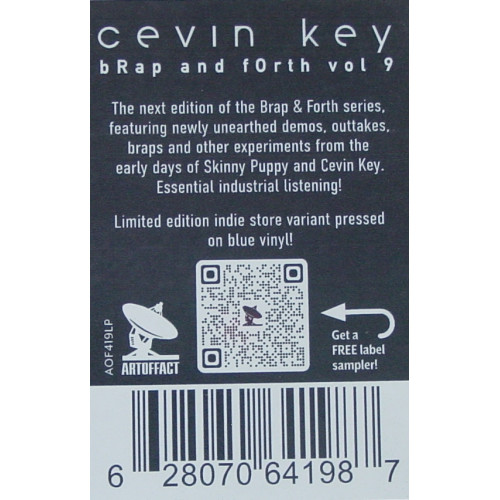 cevin key
bRap and fOrth vol 9
The next edition of the Brap & Forth series,
featuring newly unearthed demos, outtakes,
braps and other experiments from the
early days of Skinny Puppy and Cevin Key.
Essential industrial listening!
Limited edition indie store variant pressed
on blue vinyl!
AOF419LP
ARTOFFACT
Get a
FREE label
sampler!
6 28070 64198 7